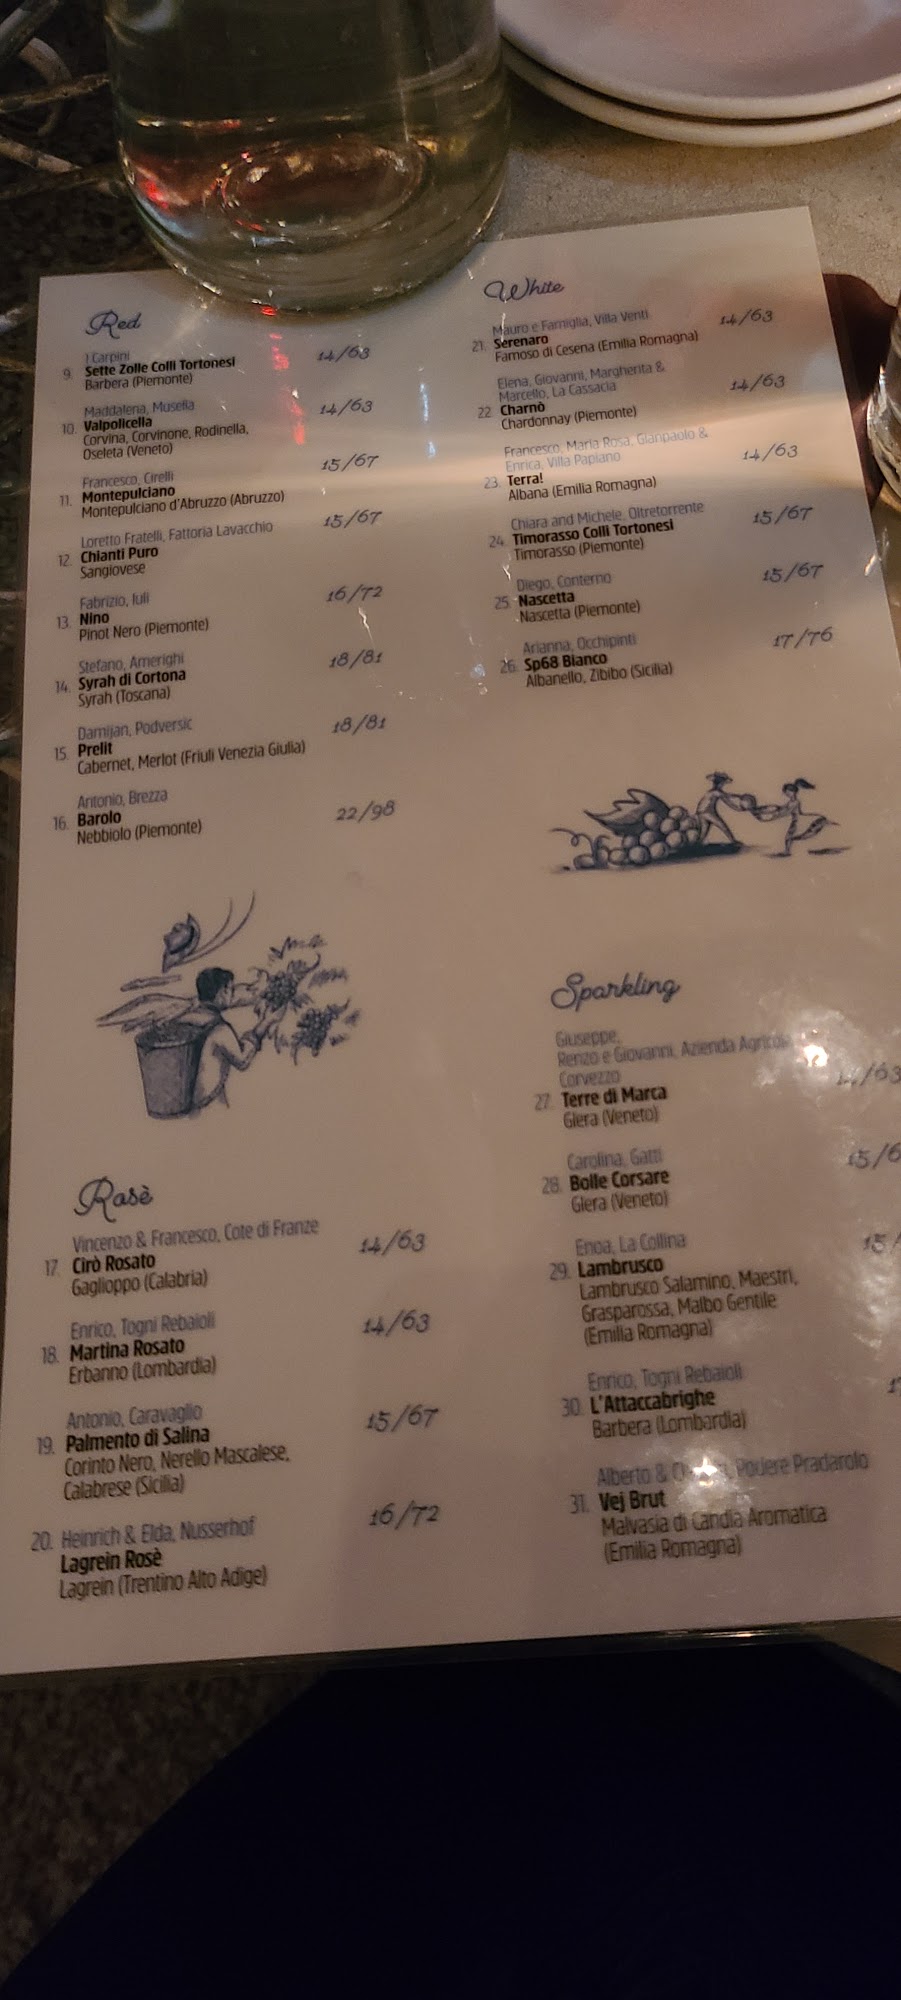 Red
I Carpini
9. Sette Zolle Colli Tortonesi 14/63
Barbera (Piemonte)
Maddalena, Musella
10. Valpolicella 14/63
Corvina, Corvinone, Rodinella,
Oseleta (Veneto)
Francesco, Cirelli
11. Montepulciano 15/67
Montepulciano d'Abruzzo (Abruzzo)
Loretto Fratelli, Fattoria Lavacchio
12. Chianti Puro 15/67
Sangiovese
Fabrizio, Iuli
13. Nino 16/72
Pinot Nero (Piemonte)
Stefano, Amerighi
14. Syrah di Cortona 18/81
Syrah (Toscana)
Damijan, Podversic
15. Prelit 18/81
Cabernet, Merlot (Friuli Venezia Giulia)
Antonio, Brezza
16. Barolo 22/98
Nebbiolo (Piemonte)
Rosè
Vincenzo & Francesco, Cote di Franze
17. Cirò Rosato 14/63
Gaglioppo (Calabria)
Enrico, Togni Rebaioli
18. Martina Rosato 14/63
Erbanno (Lombardia)
Antonio, Caravaglio
19. Palmento di Salina 15/67
Corinto Nero, Nerello Mascalese,
Calabrese (Sicilia)
20. Heinrich & Elda, Nusserhof 16/72
Lagrein Rosè
Lagrein (Trentino Alto Adige)
White
Mauro e Famiglia, Villa Venti
21. Serenaro 14/63
Famoso di Cesena (Emilia Romagna)
Elena, Giovanni, Margherita &
Marcello, La Cassacia 14/63
22. Charnò
Chardonnay (Piemonte)
Francesco, Maria Rosa, Gianpaolo &
Enrica, Villa Papiano 14/63
23. Terra!
Albana (Emilia Romagna)
Chiara and Michele, Oltretorrente
24. Timorasso Colli Tortonesi 15/67
Timorasso (Piemonte)
Diego, Conterno
25. Nascetta 15/67
Nascetta (Piemonte)
Arianna, Occhipinti
26. Sp68 Bianco 17/76
Albanello, Zibibo (Sicilia)
Sparkling
Giuseppe,
Renzo e Giovanni, Azienda
Corvezzo
27. Terre di Marca
Glera (Veneto)
Carolina, Gatti
28. Bolle Corsare 15/6
Glera (Veneto)
Enoa, La Collina
29. Lambrusco 15/
Lambrusco Salamino, Maestri,
Grasparossa, Malbo Gentile
(Emilia Romagna)
Enrico, Togni Rebaioli
30. L'Attaccabrighe
Barbera (Lombardia)
Alberto & Podere Pradarolo
31. Vej Brut
Malvasia di Candia Aromatica
(Emilia Romagna)